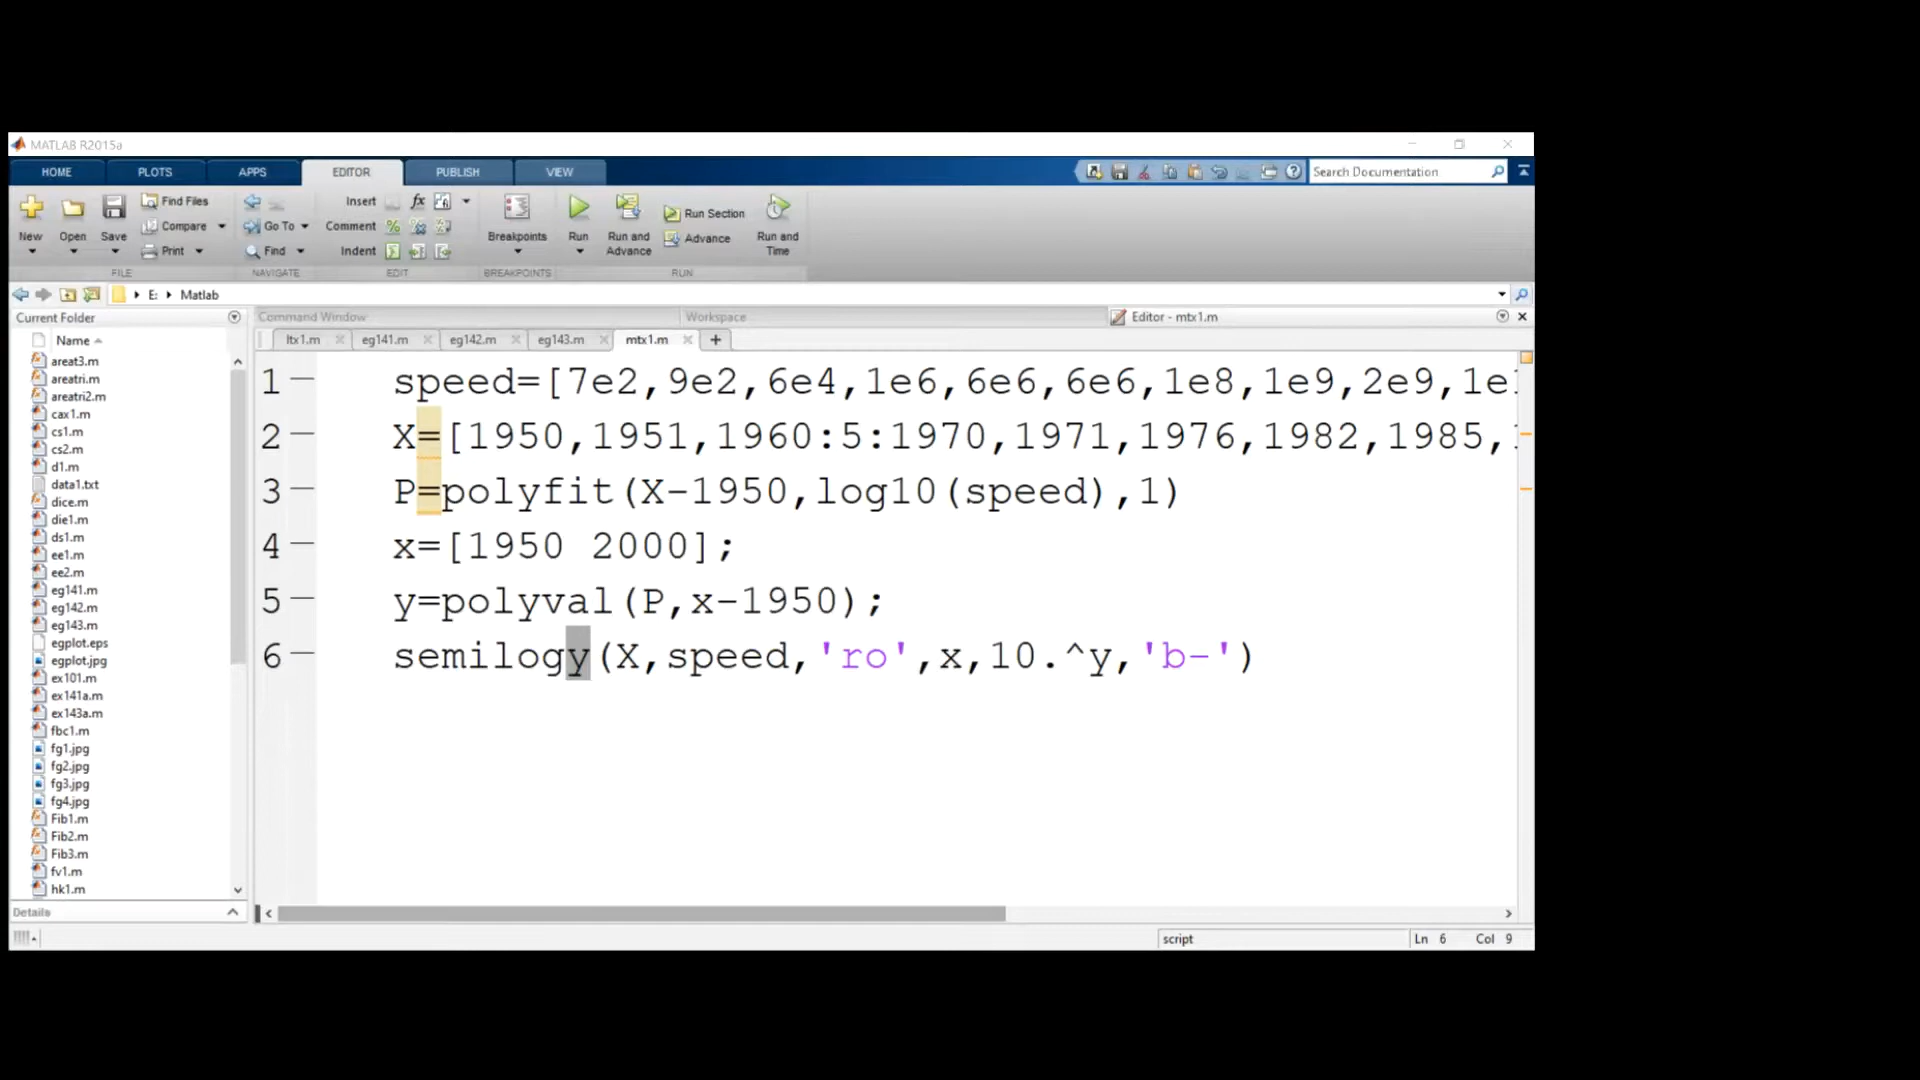 MATLAB R2015a
HOME PLOTS APPS EDITOR PUBLISH VIEW
Search Documentation
New Open Save
Find Files
Compare
Print
FILE
Go To
Find
NAVIGATE
Insert fx
Comment
Indent
EDIT
Breakpoints
BREAKPOINTS
Run
Run and Advance
Run Section
Advance
Run and Time
RUN
E: Matlab
Current Folder
Command Window
Workspace
Editor - mtx1.m
ltx1.m eg141.m eg142.m eg143.m mtx1.m +
Name
areat3.m
areatri.m
areatri2.m
cax1.m
cs1.m
cs2.m
d1.m
data1.txt
dice.m
die1.m
ds1.m
ee1.m
ee2.m
eg141.m
eg142.m
eg143.m
egplot.eps
egplot.jpg
ex101.m
ex141a.m
ex143a.m
fbc1.m
fg1.jpg
fg2.jpg
fg3.jpg
fg4.jpg
Fib1.m
Fib2.m
Fib3.m
fv1.m
hk1.m
Details
1 speed=[7e2,9e2,6e4,1e6,6e6,6e6,1e8,1e9,2e9,1e
2 X=[1950,1951,1960:5:1970,1971,1976,1982,1985,
3 P=polyfit(X-1950,log10(speed),1)
4 x=[1950 2000];
5 y=polyval(P,x-1950);
6 semilogy(X,speed,'ro',x,10.^y,'b-')
script
Ln 6 Col 9